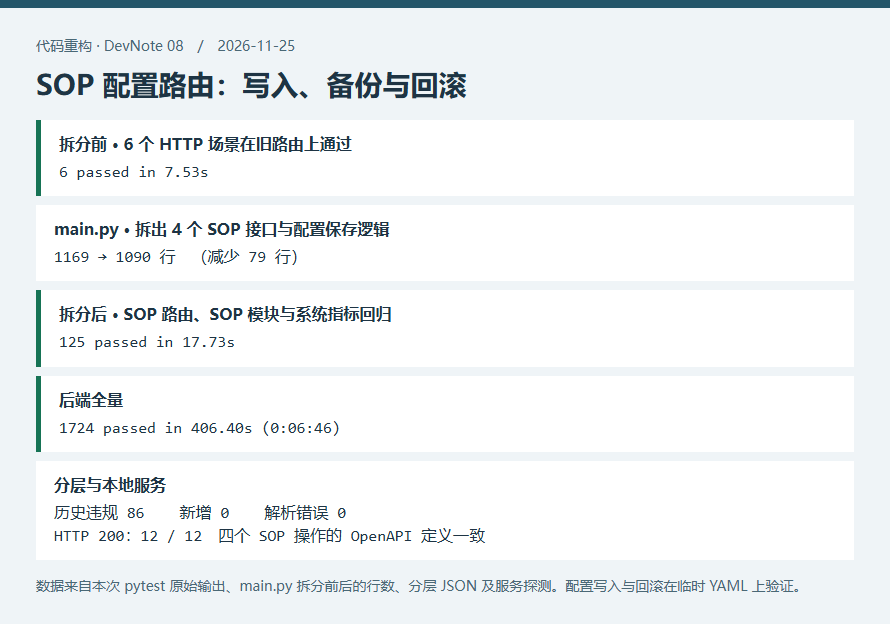 代码重构 · DevNote 08 / 2026-11-25
SOP 配置路由：写入、备份与回滚
拆分前 • 6 个 HTTP 场景在旧路由上通过
6 passed in 7.53s
main.py • 拆出 4 个 SOP 接口与配置保存逻辑
1169 → 1090 行 （减少 79 行）
拆分后 • SOP 路由、SOP 模块与系统指标回归
125 passed in 17.73s
后端全量
1724 passed in 406.40s (0:06:46)
分层与本地服务
历史违规 86 新增 0 解析错误 0
HTTP 200: 12 / 12 四个 SOP 操作的 OpenAPI 定义一致
数据来自本次 pytest 原始输出、main.py 拆分前后的行数、分层 JSON 及服务探测。配置写入与回滚在临时 YAML 上验证。